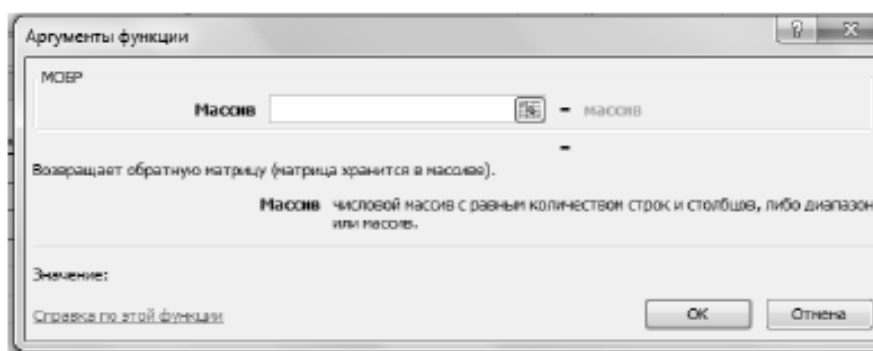 Аргументы функции
МОБР
Массив = массив
=
Возвращает обратную матрицу (матрица хранится в массиве).
Массив числовой массив с равным количеством строк и столбцов, либо диапазон
или массив.
Значение:
Справка по этой функции
ОК Отмена